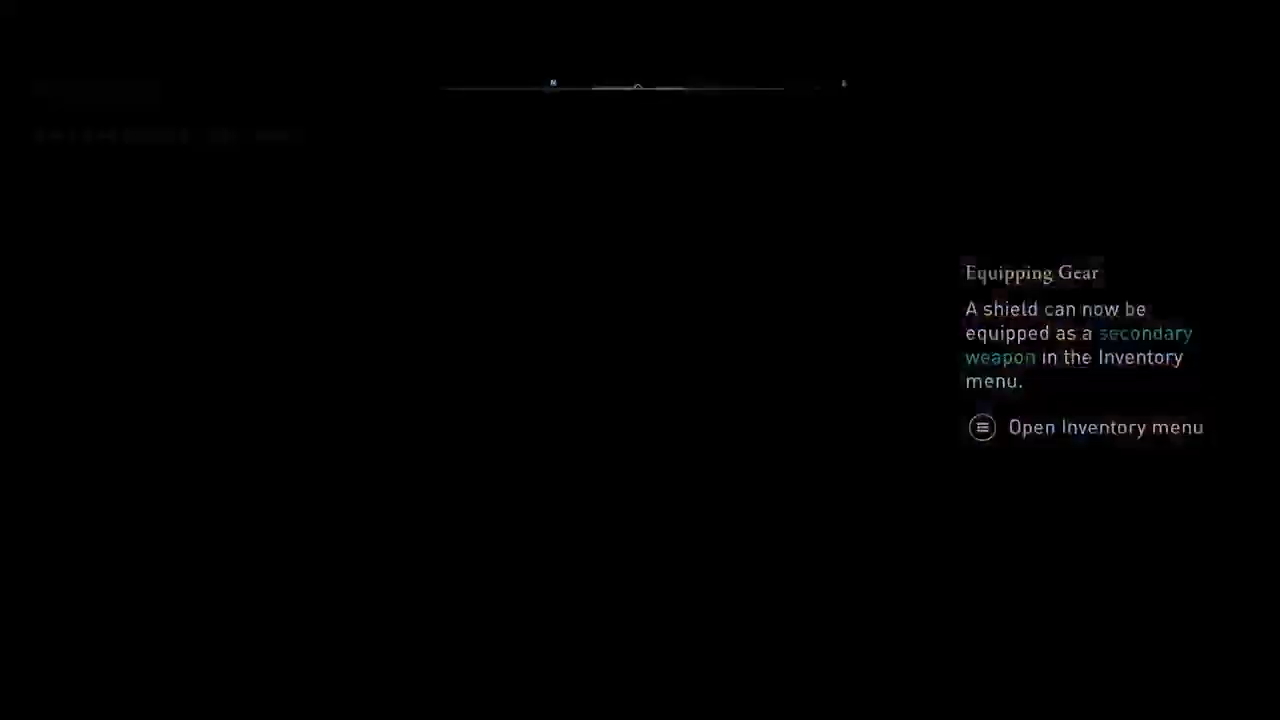 N
Equipping Gear
A shield can now be
equipped as a secondary
weapon in the Inventory
menu.
Open Inventory menu